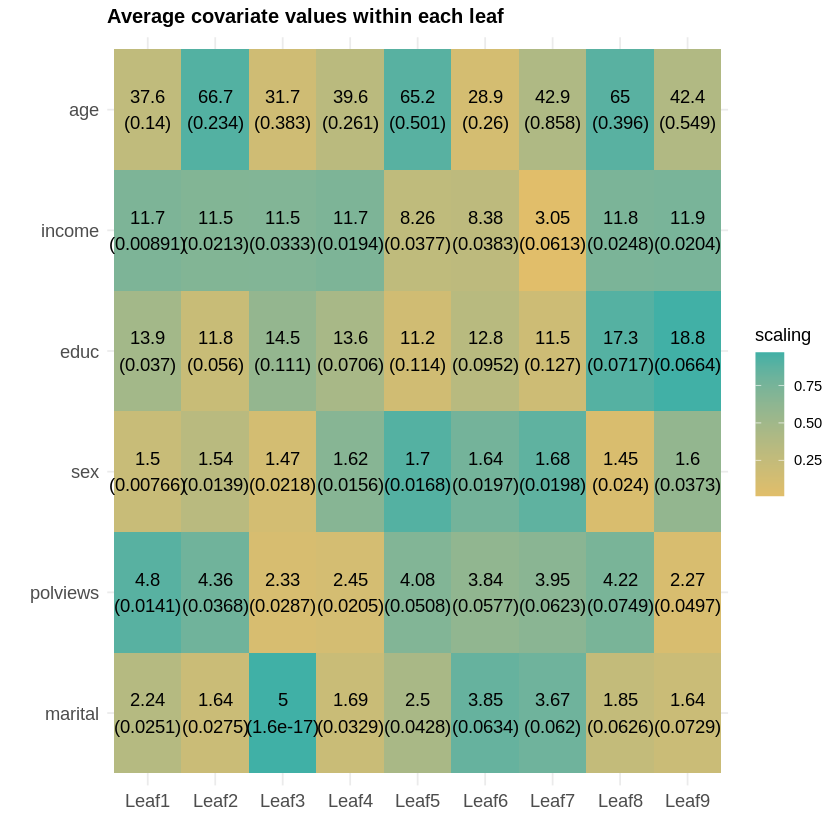 Average covariate values within each leaf
age
37.6 66.7 31.7 39.6 65.2 28.9 42.9 65 42.4
(0.14) (0.234) (0.383) (0.261) (0.501) (0.26) (0.858) (0.396) (0.549)
income
11.7 11.5 11.5 11.7 8.26 8.38 3.05 11.8 11.9
(0.00891) (0.0213) (0.0333) (0.0194) (0.0377) (0.0383) (0.0613) (0.0248) (0.0204)
educ
13.9 11.8 14.5 13.6 11.2 12.8 11.5 17.3 18.8
(0.037) (0.056) (0.111) (0.0706) (0.114) (0.0952) (0.127) (0.0717) (0.0664)
sex
1.5 1.54 1.47 1.62 1.7 1.64 1.68 1.45 1.6
(0.00766) (0.0139) (0.0218) (0.0156) (0.0168) (0.0197) (0.0198) (0.024) (0.0373)
polviews
4.8 4.36 2.33 2.45 4.08 3.84 3.95 4.22 2.27
(0.0141) (0.0368) (0.0287) (0.0205) (0.0508) (0.0577) (0.0623) (0.0749) (0.0497)
marital
2.24 1.64 5 1.69 2.5 3.85 3.67 1.85 1.64
(0.0251) (0.0275) (1.6e-17) (0.0329) (0.0428) (0.0634) (0.062) (0.0626) (0.0729)
Leaf1 Leaf2 Leaf3 Leaf4 Leaf5 Leaf6 Leaf7 Leaf8 Leaf9
scaling
0.75
0.50
0.25